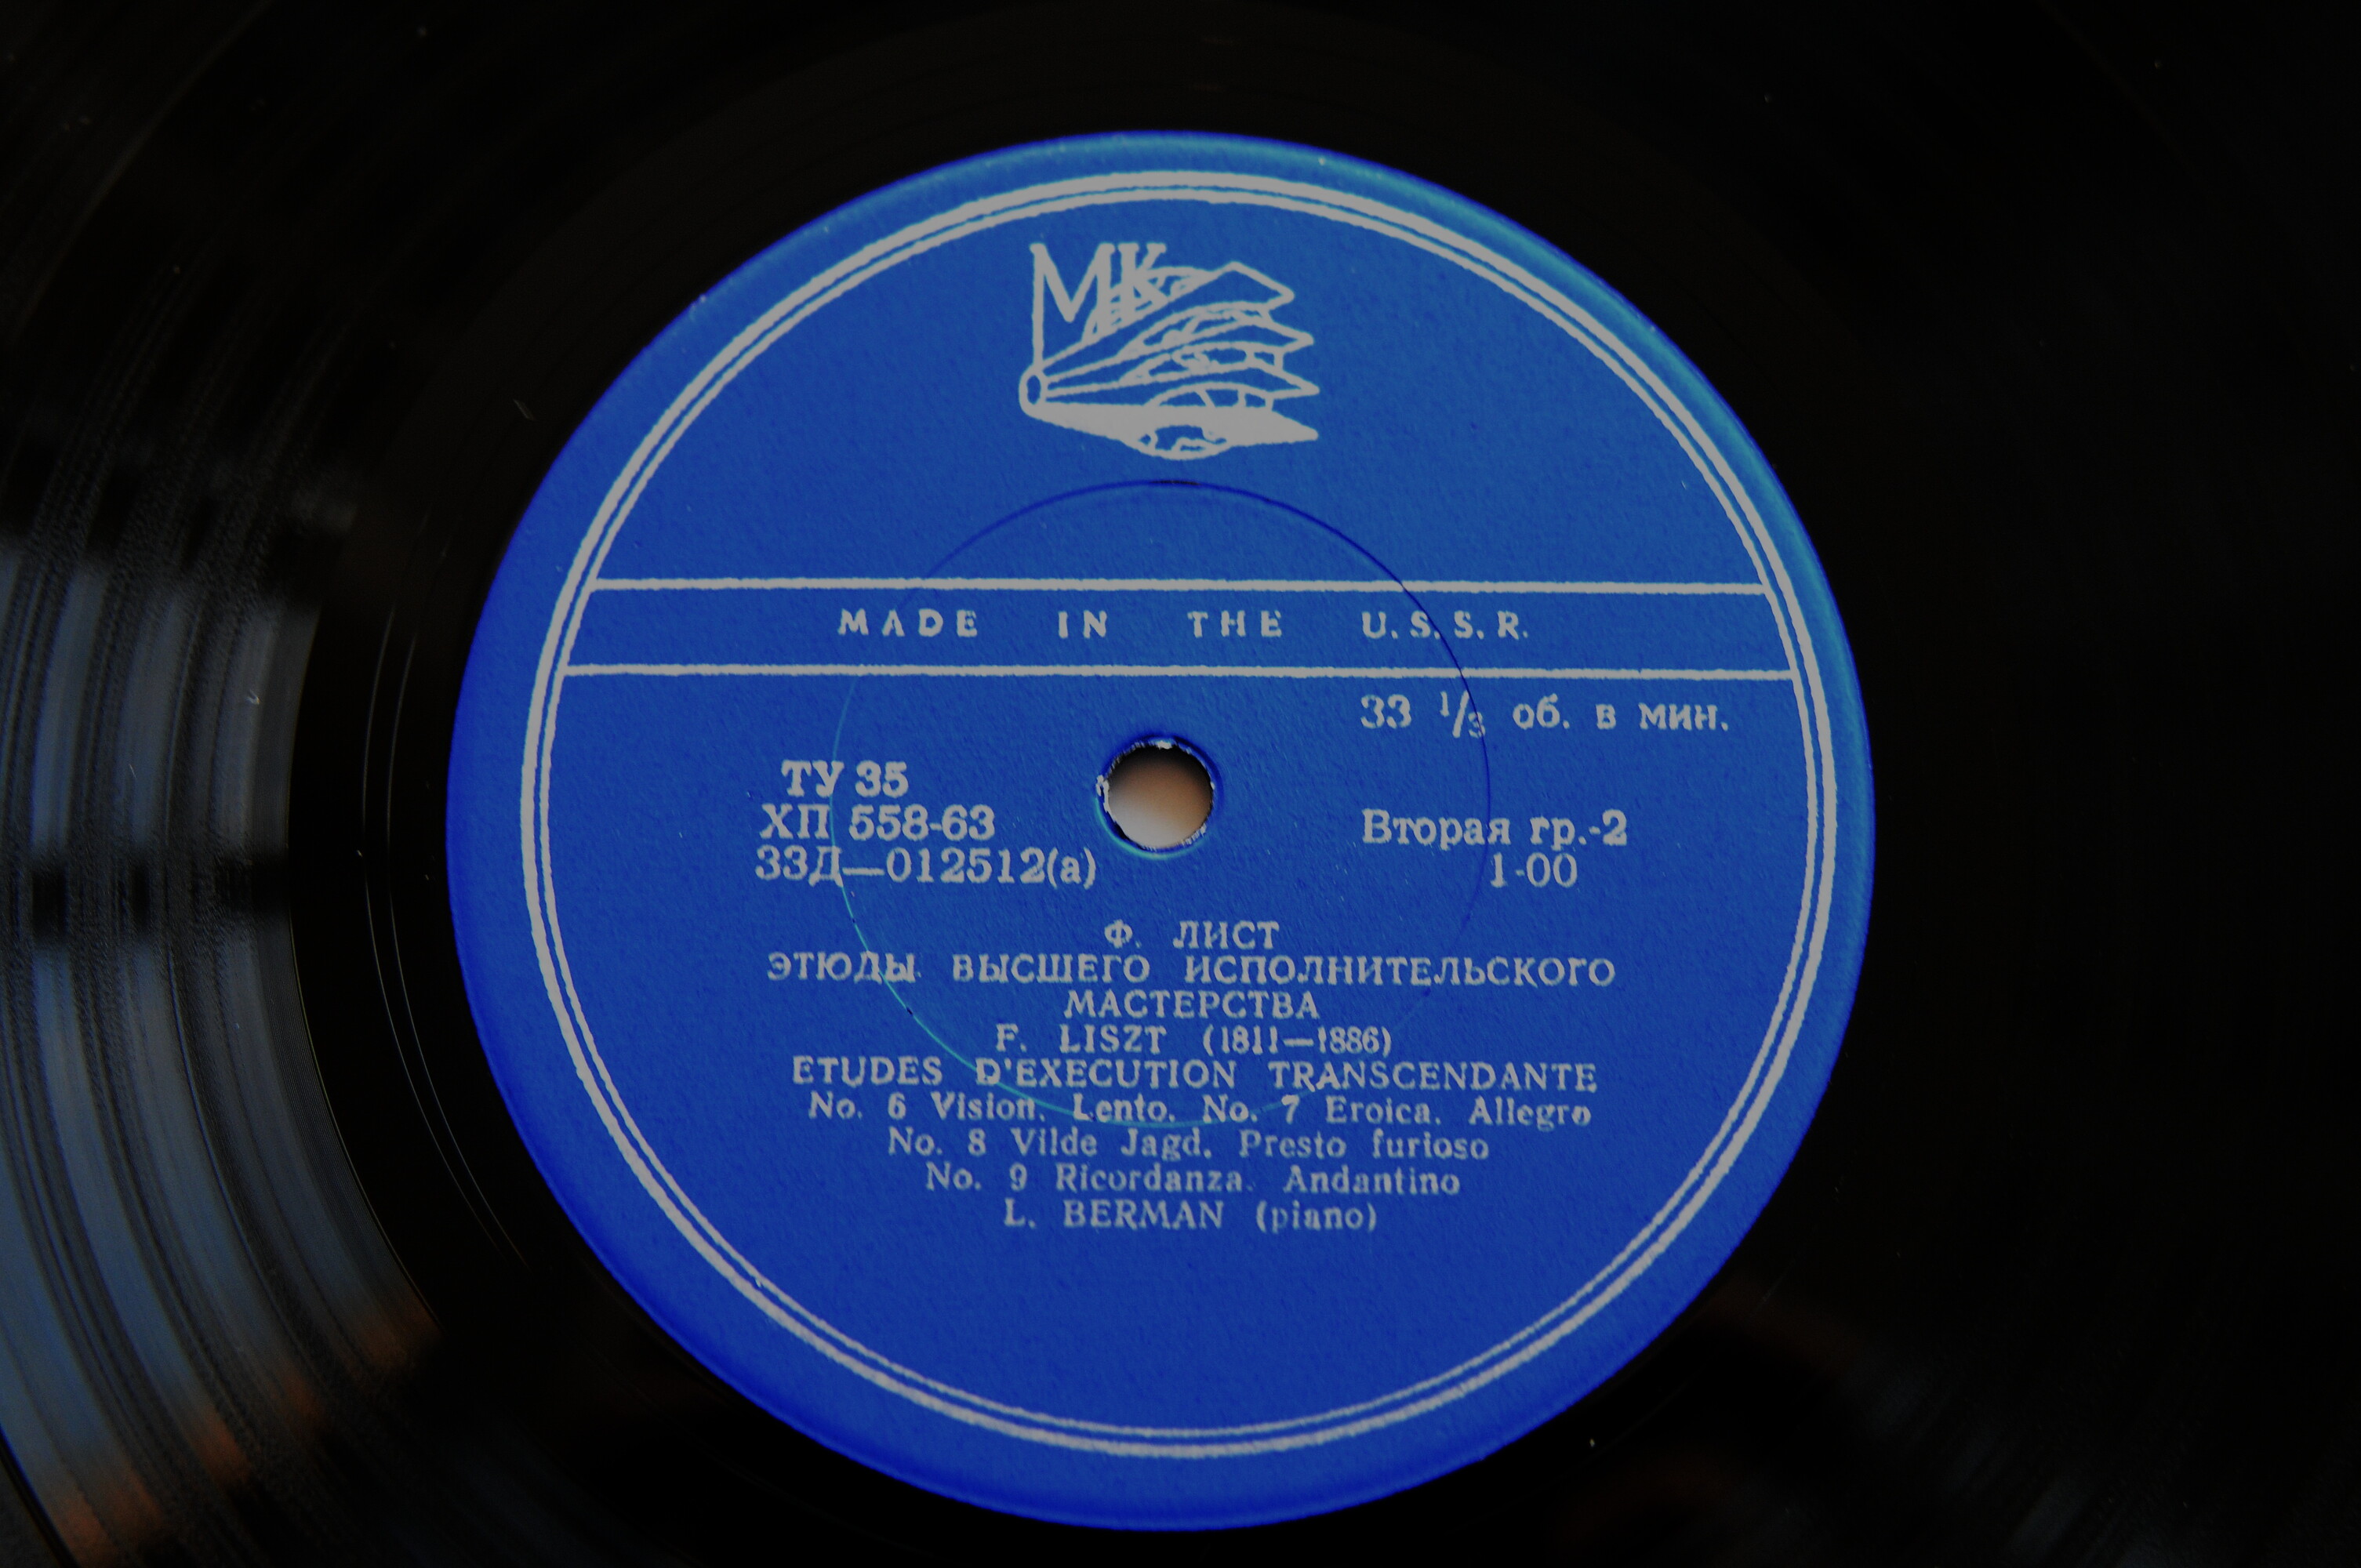 МК
MADE IN THE U.S.S.R.
33 1/3 об. в мин.
ТУ 35
ХП 558-63
33Д—012512(а)
Вторая гр.-2
1-00
Ф. ЛИСТ
ЭТЮДЫ ВЫСШЕГО ИСПОЛНИТЕЛЬСКОГО
МАСТЕРСТВА
F. LISZT (1811—1886)
ETUDES D'EXECUTION TRANSCENDANTE
No. 6 Vision. Lento. No. 7 Eroica. Allegro
No. 8 Vilde Jagd. Presto furioso
No. 9 Ricordanza. Andantino
L. BERMAN (piano)